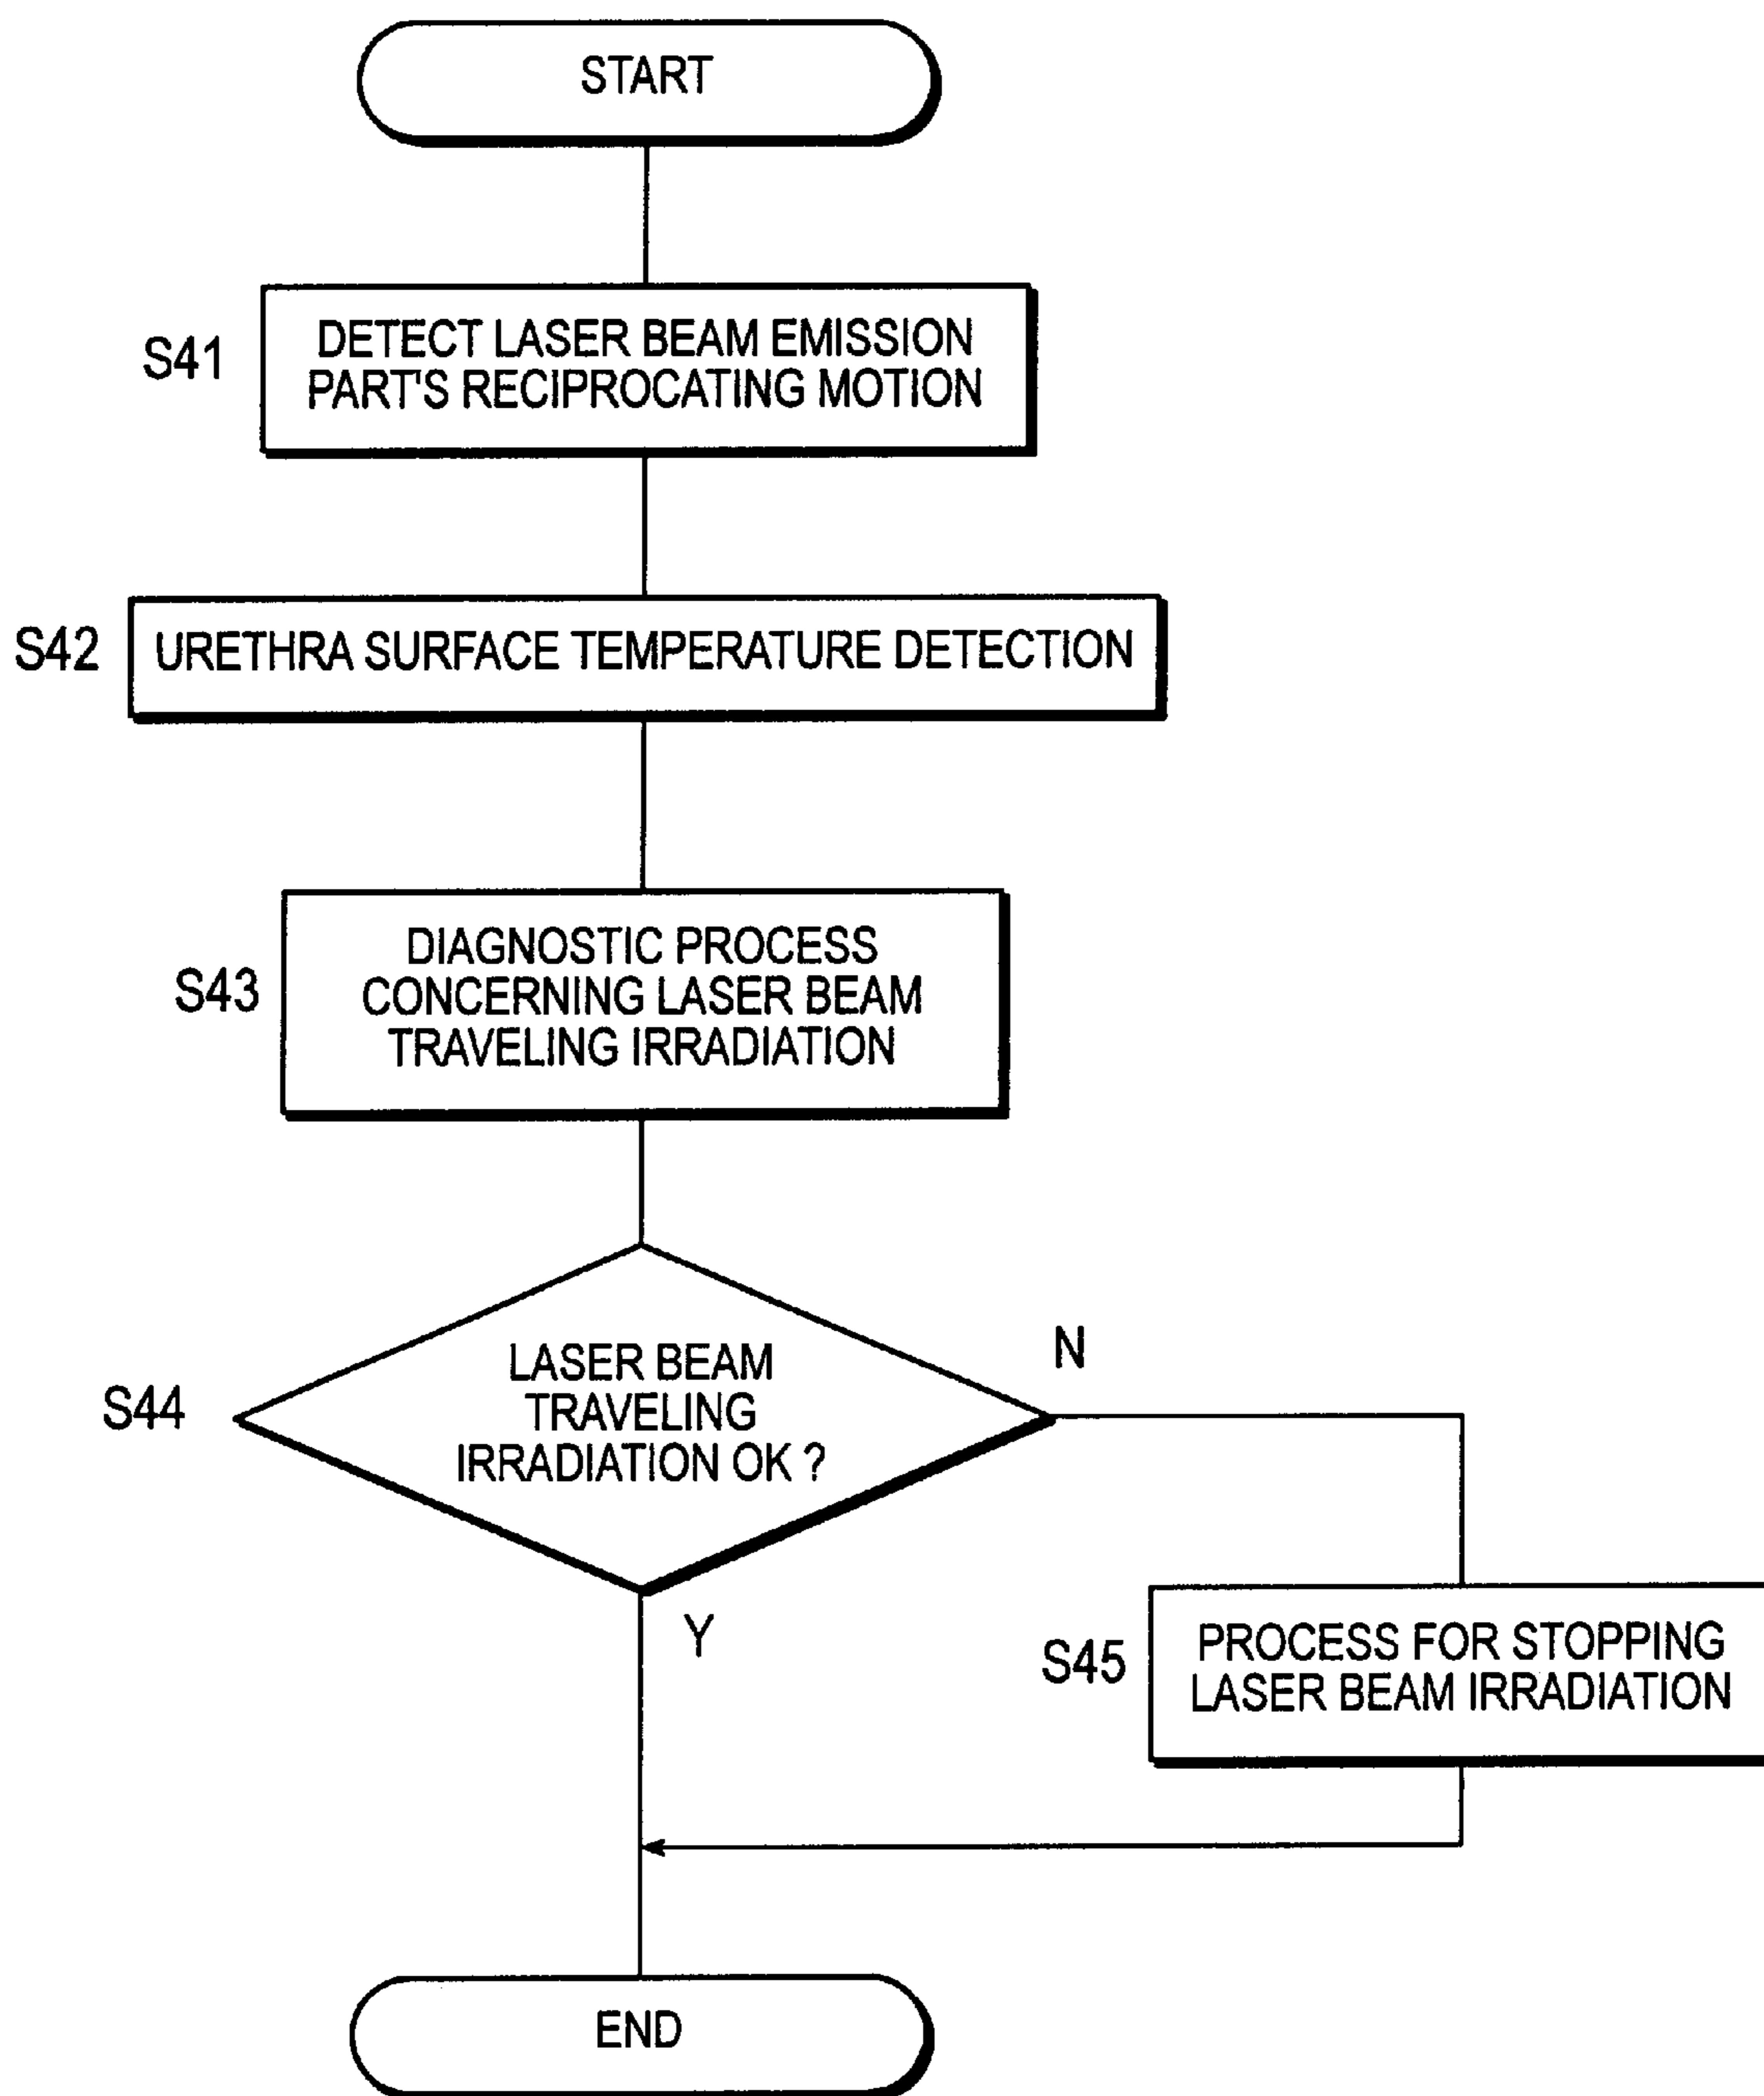 START
S41
DETECT LASER BEAM EMISSION
PART'S RECIPROCATING MOTION
S42
URETHRA SURFACE TEMPERATURE DETECTION
S43
DIAGNOSTIC PROCESS
CONCERNING LASER BEAM
TRAVELING IRRADIATION
S44
LASER BEAM
TRAVELING
IRRADIATION OK ?
N
Y
S45
PROCESS FOR STOPPING
LASER BEAM IRRADIATION
END